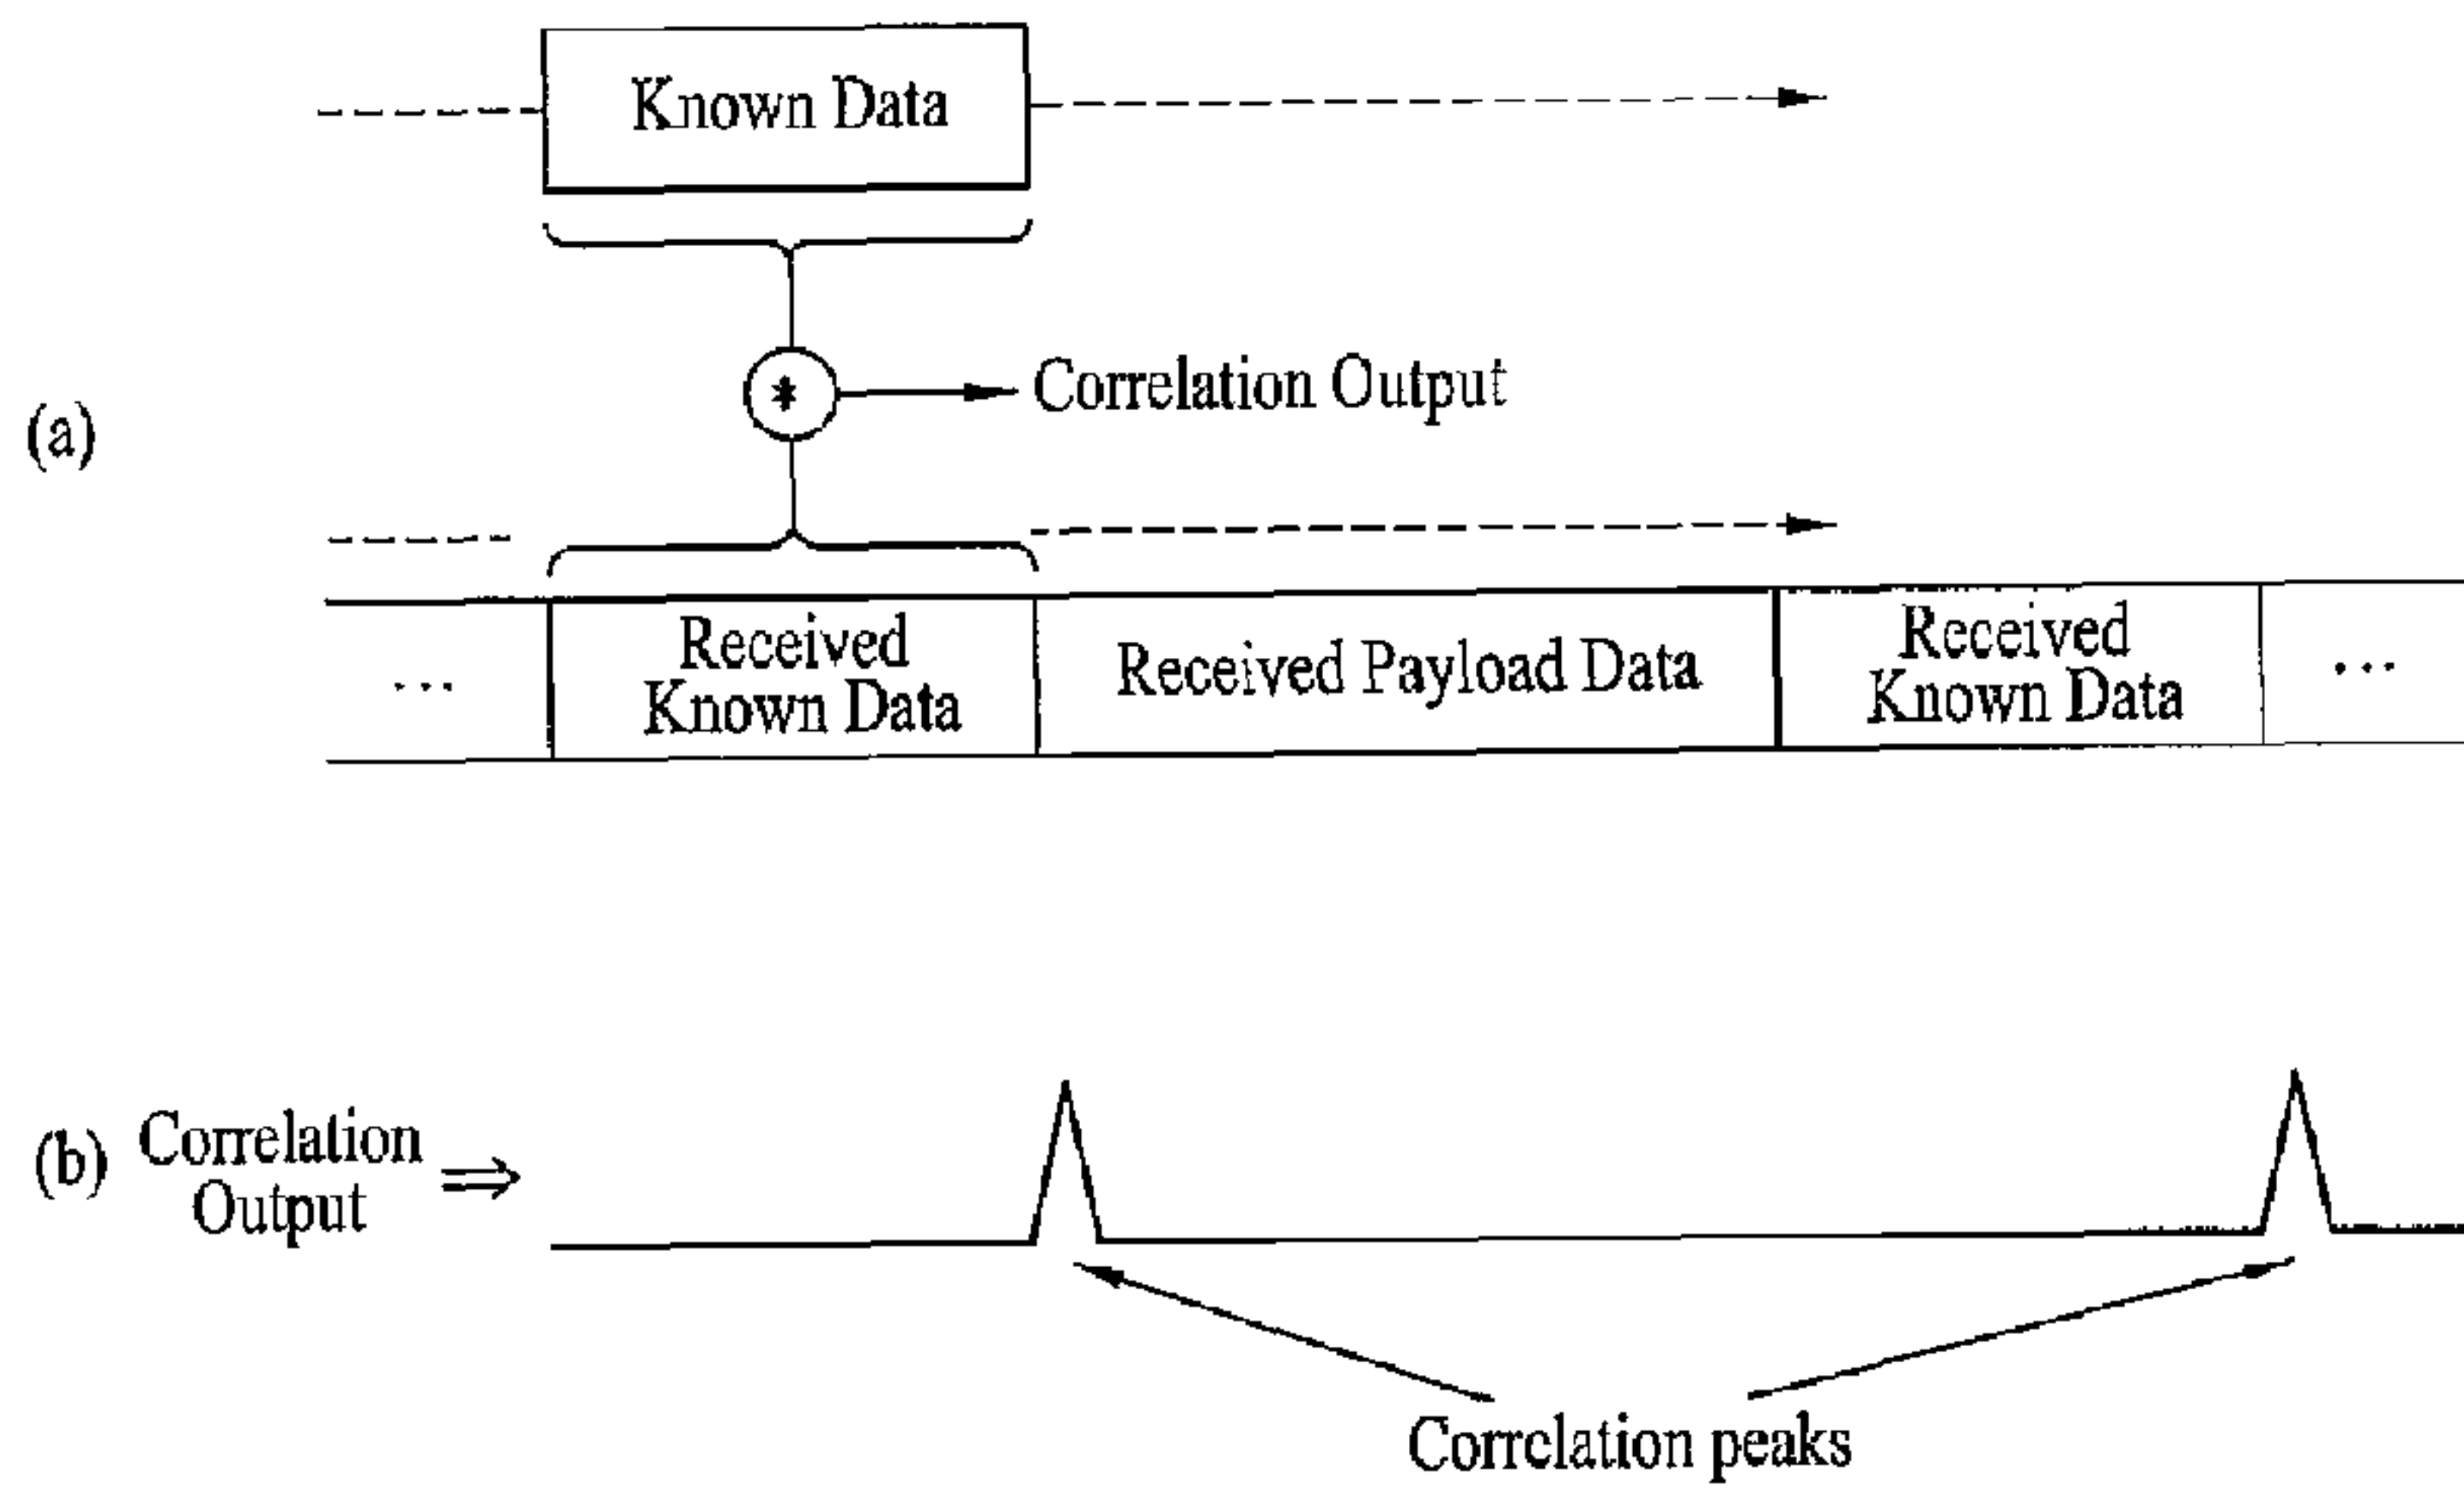 Known Data
*
Correlation Output
(a)
...
Received
Known Data
Received Payload Data
Received
Known Data
...
(b)
Correlation
Output
Correlation peaks